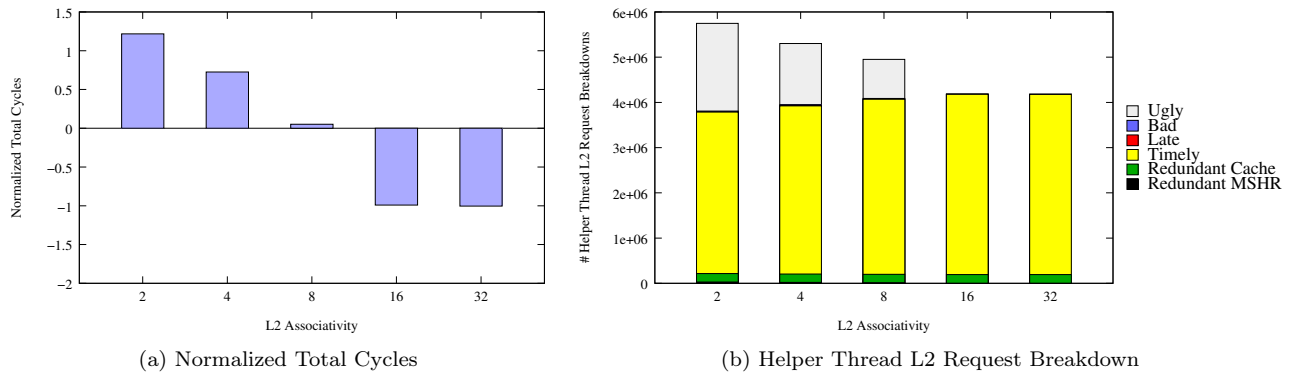 1.5
1
0.5
0
−0.5
−1
−1.5
−2
Normalized Total Cycles
2 4 8 16 32
L2 Associativity
(a) Normalized Total Cycles
6e+06
5e+06
4e+06
3e+06
2e+06
1e+06
0
# Helper Thread L2 Request Breakdowns
2 4 8 16 32
L2 Associativity
Ugly
Bad
Late
Timely
Redundant Cache
Redundant MSHR
(b) Helper Thread L2 Request Breakdown